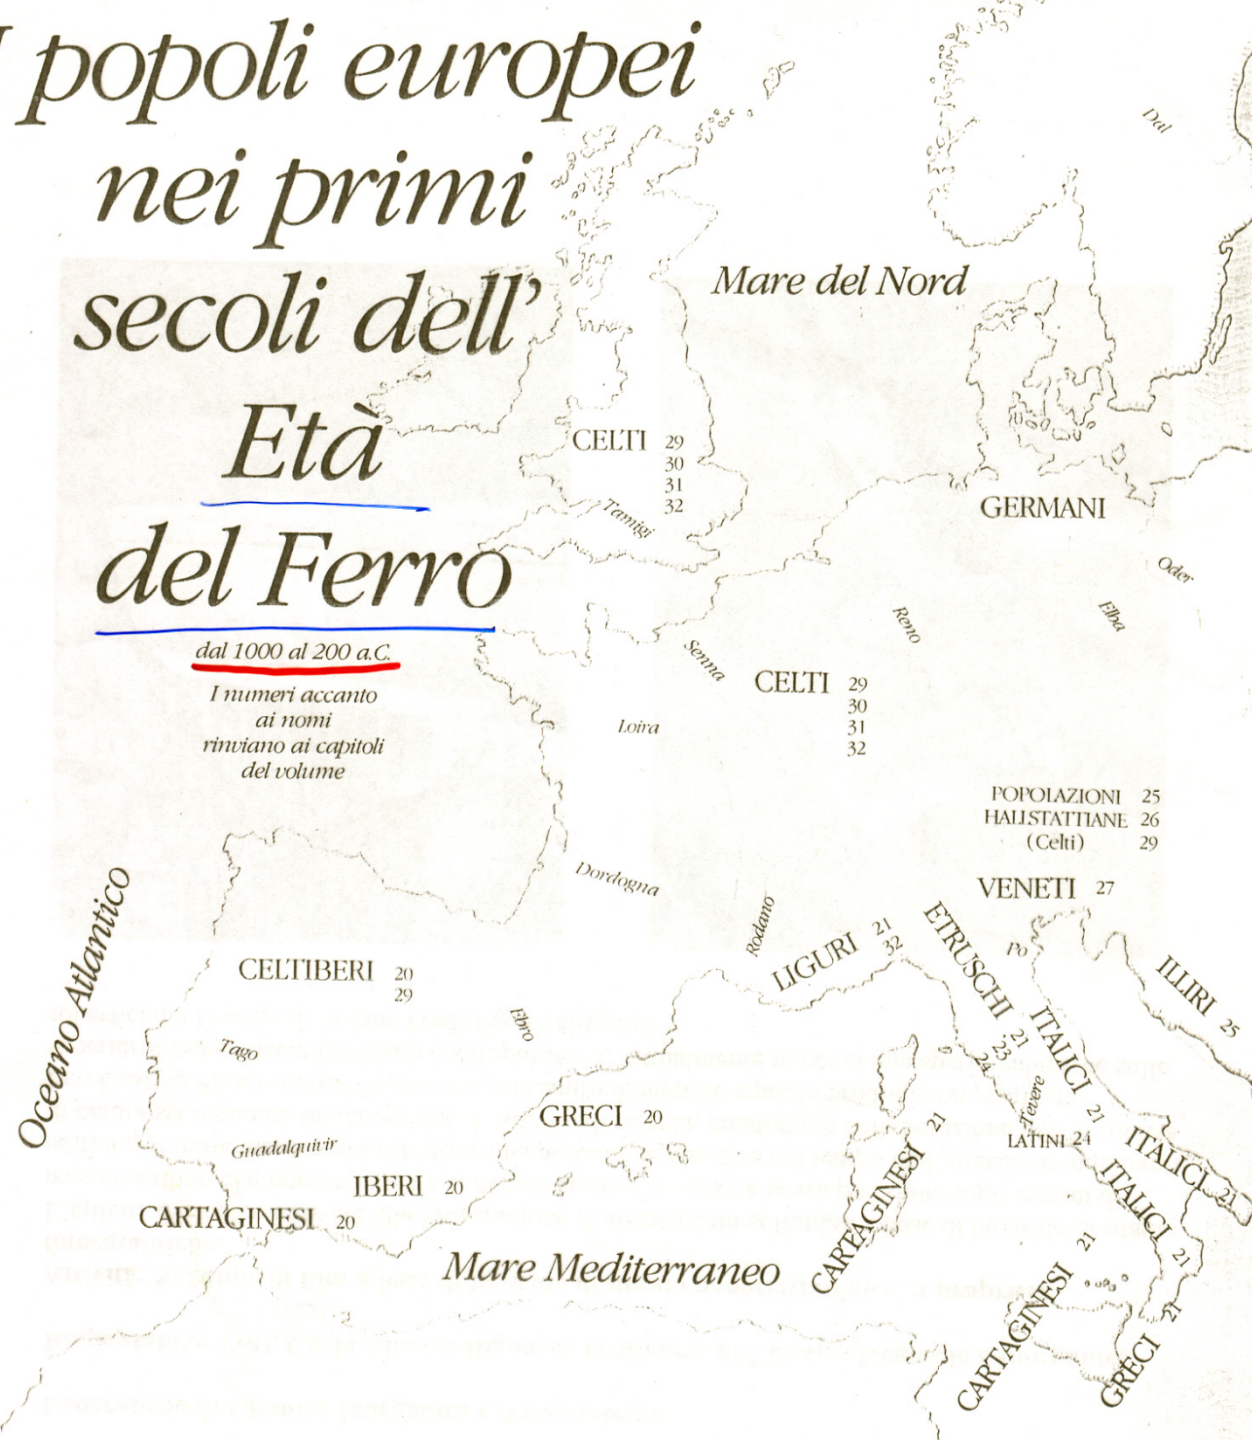 I popoli europei
nei primi
secoli dell'
Età
del Ferro
dal 1000 al 200 a.C.
I numeri accanto
ai nomi
rinviano ai capitoli
del volume
Dal
Mare del Nord
CELTI 29
30
31
32
Tamigi
GERMANI
Oder
Elba
Reno
Senna
CELTI 29
30
31
32
Loira
POPOLAZIONI 25
HALLSTATTIANE 26
(Celti) 29
VENETI 27
Dordogna
Rodano
Oceano Atlantico
LIGURI 21
32
ETRUSCHI 21
23
24
Po
ILLIRI 25
CELTIBERI 20
29
Ebro
Tago
ITALICI 21
Tevere
GRECI 20
LATINI 24
ITALICI 21
ITALICI 21
Guadalquivir
IBERI 20
CARTAGINESI 20
CARTAGINESI 21
Mare Mediterraneo
CARTAGINESI 21
GRECI 21